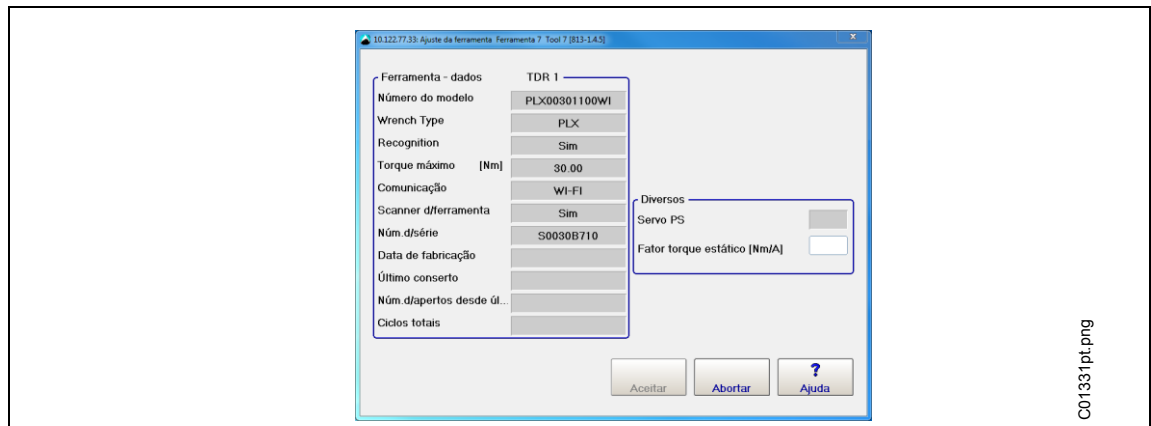 10.122.77.33: Ajuste da ferramenta Ferramenta 7 Tool 7 [813-1.4.5]
x
Ferramenta - dados TDR 1
Número do modelo PLX00301100WI
Wrench Type PLX
Recognition Sim
Torque máximo [Nm] 30.00
Comunicação WI-FI
Scanner d/ferramenta Sim
Núm.d/série S0030B710
Data de fabricação
Último conserto
Núm.d/apertos desde úl...
Ciclos totais
Diversos
Servo PS
Fator torque estático [Nm/A]
Aceitar
Abortar
?
Ajuda
C01331pt.png